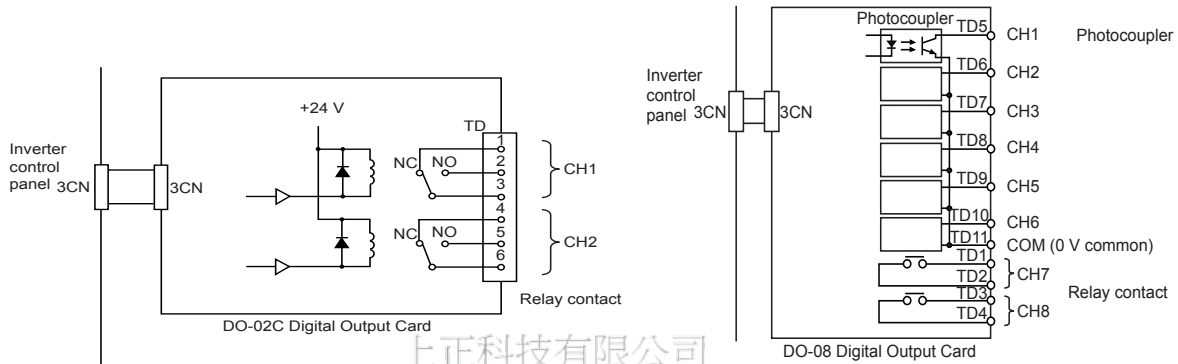 Inverter
control
panel
3CN
3CN
+24 V
NC
NO
NC
NO
TD
1
2
3
4
5
6
CH1
CH2
Relay contact
DO-02C Digital Output Card
Inverter
control
panel
3CN
3CN
Photocoupler
TD5
CH1
Photocoupler
TD6
CH2
TD7
CH3
TD8
CH4
TD9
CH5
TD10
CH6
TD11
COM (0 V common)
TD1
TD2
CH7
Relay contact
TD3
TD4
CH8
DO-08 Digital Output Card
上正科技有限公司